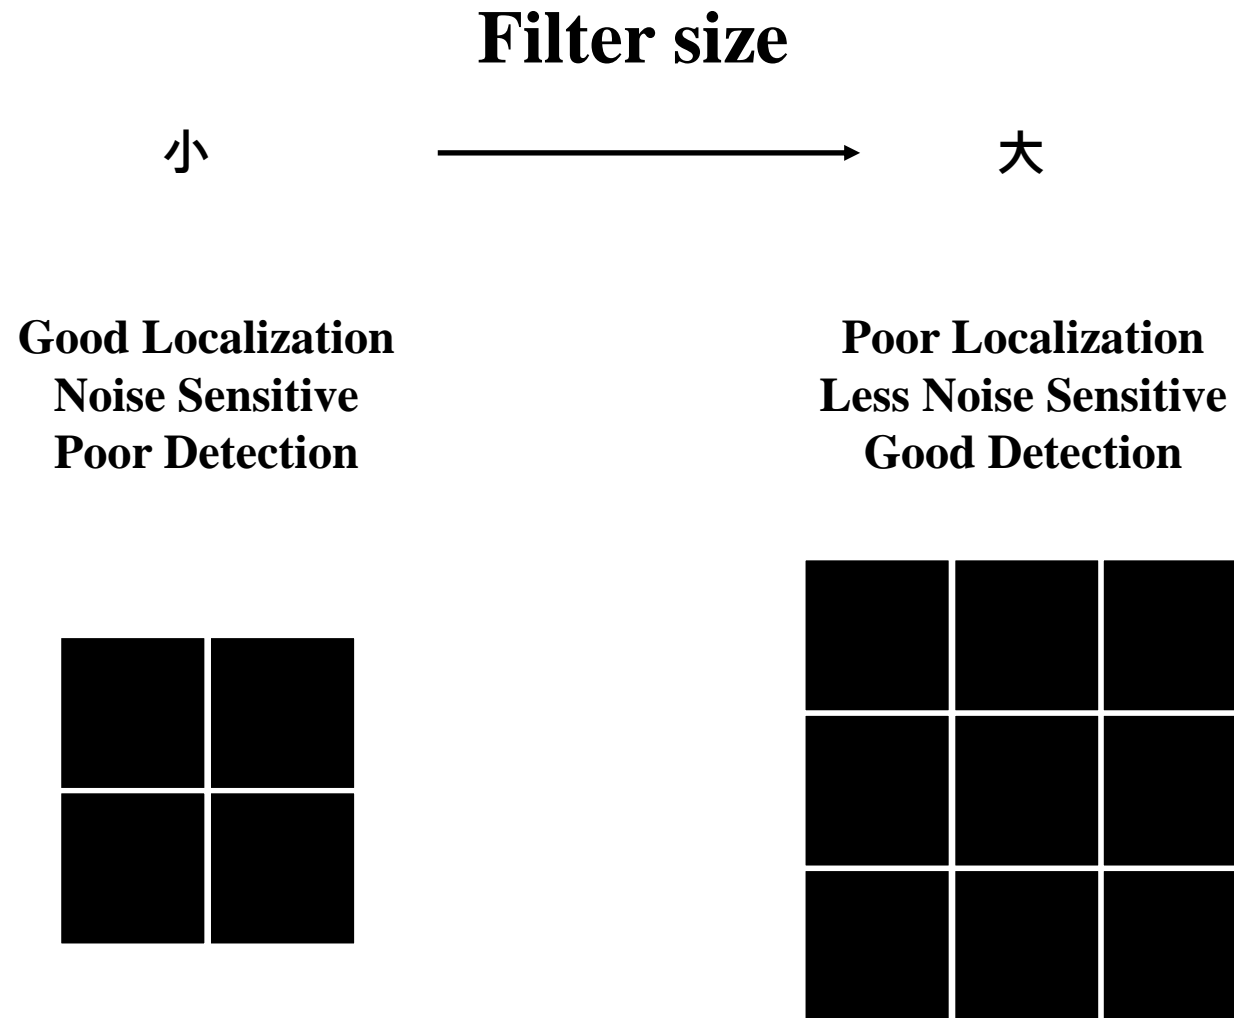 Filter size
小
大
Good Localization
Noise Sensitive
Poor Detection
Poor Localization
Less Noise Sensitive
Good Detection